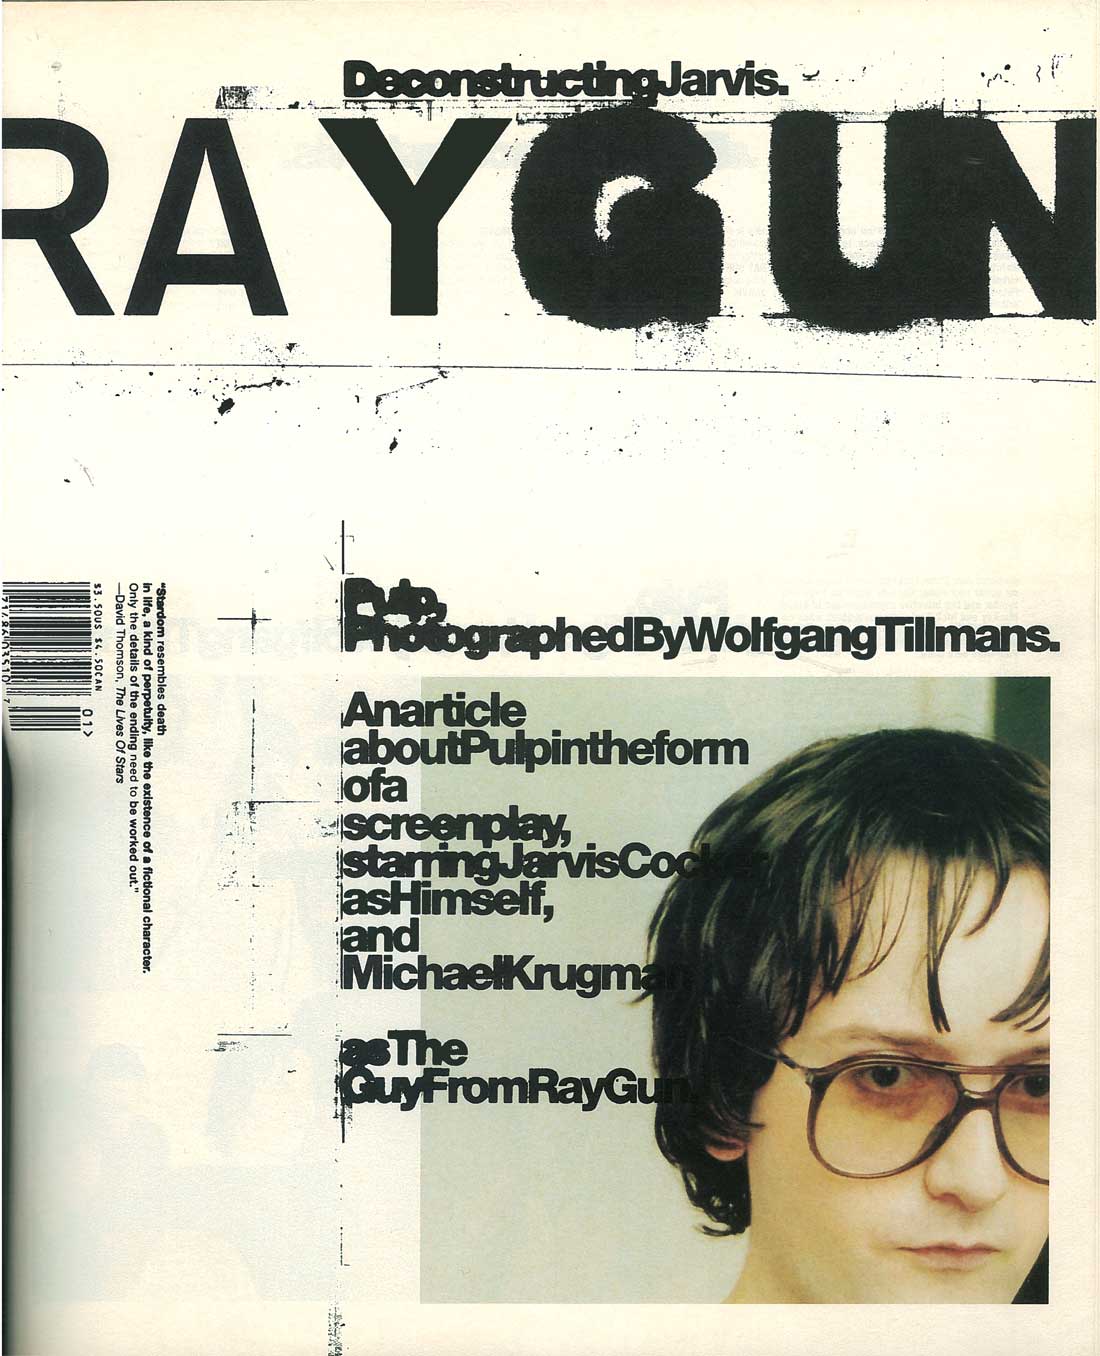 DeconstructingJarvis.
RAYGUN
Pulp,
PhotographedByWolfgangTillmans.
Anarticle
aboutPulpintheform
ofa
screenplay,
starringJarvisCocker
asHimself,
and
MichaelKrugman
asThe
GuyFromRayGun.
"Stardom resembles death
in life, a kind of perpetuity, like the existence of a fictional character.
Only the details of the ending need to be worked out."
—David Thomson, The Lives Of Stars
$3.50US $4.50CAN
01>